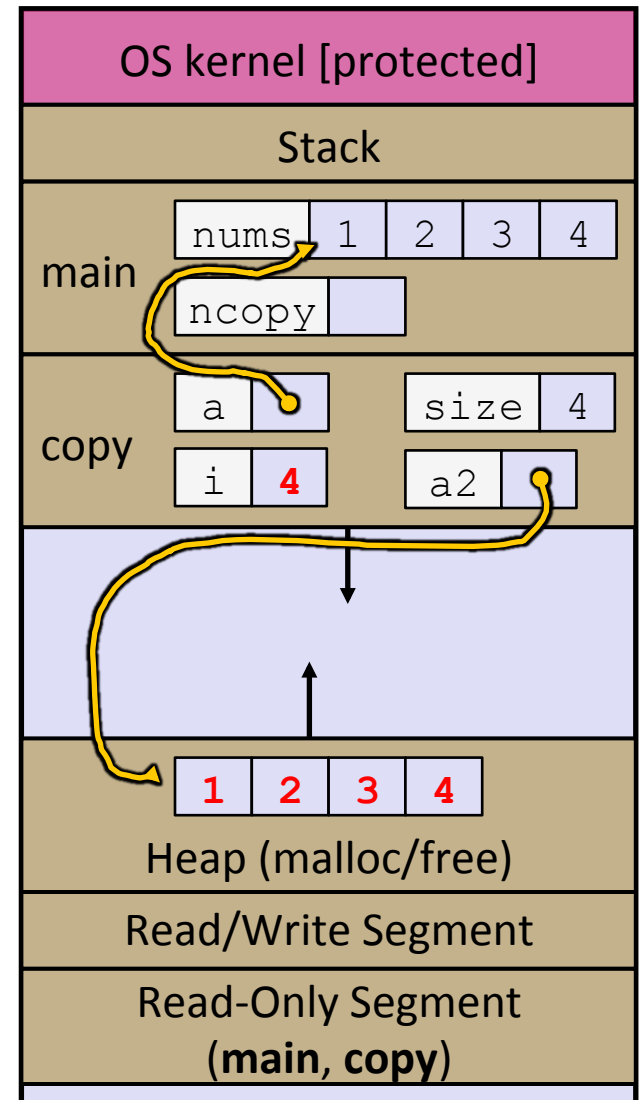 OS kernel [protected]
Stack
main
nums 1 2 3 4
ncopy
copy
a size 4
i 4 a2
1 2 3 4
Heap (malloc/free)
Read/Write Segment
Read-Only Segment
(main, copy)